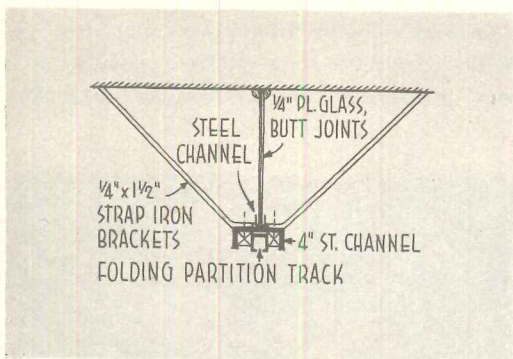 1/4" PL. GLASS,
BUTT JOINTS
STEEL
CHANNEL
1/4" x 1 1/2"
STRAP IRON
BRACKETS
4" ST. CHANNEL
FOLDING PARTITION TRACK